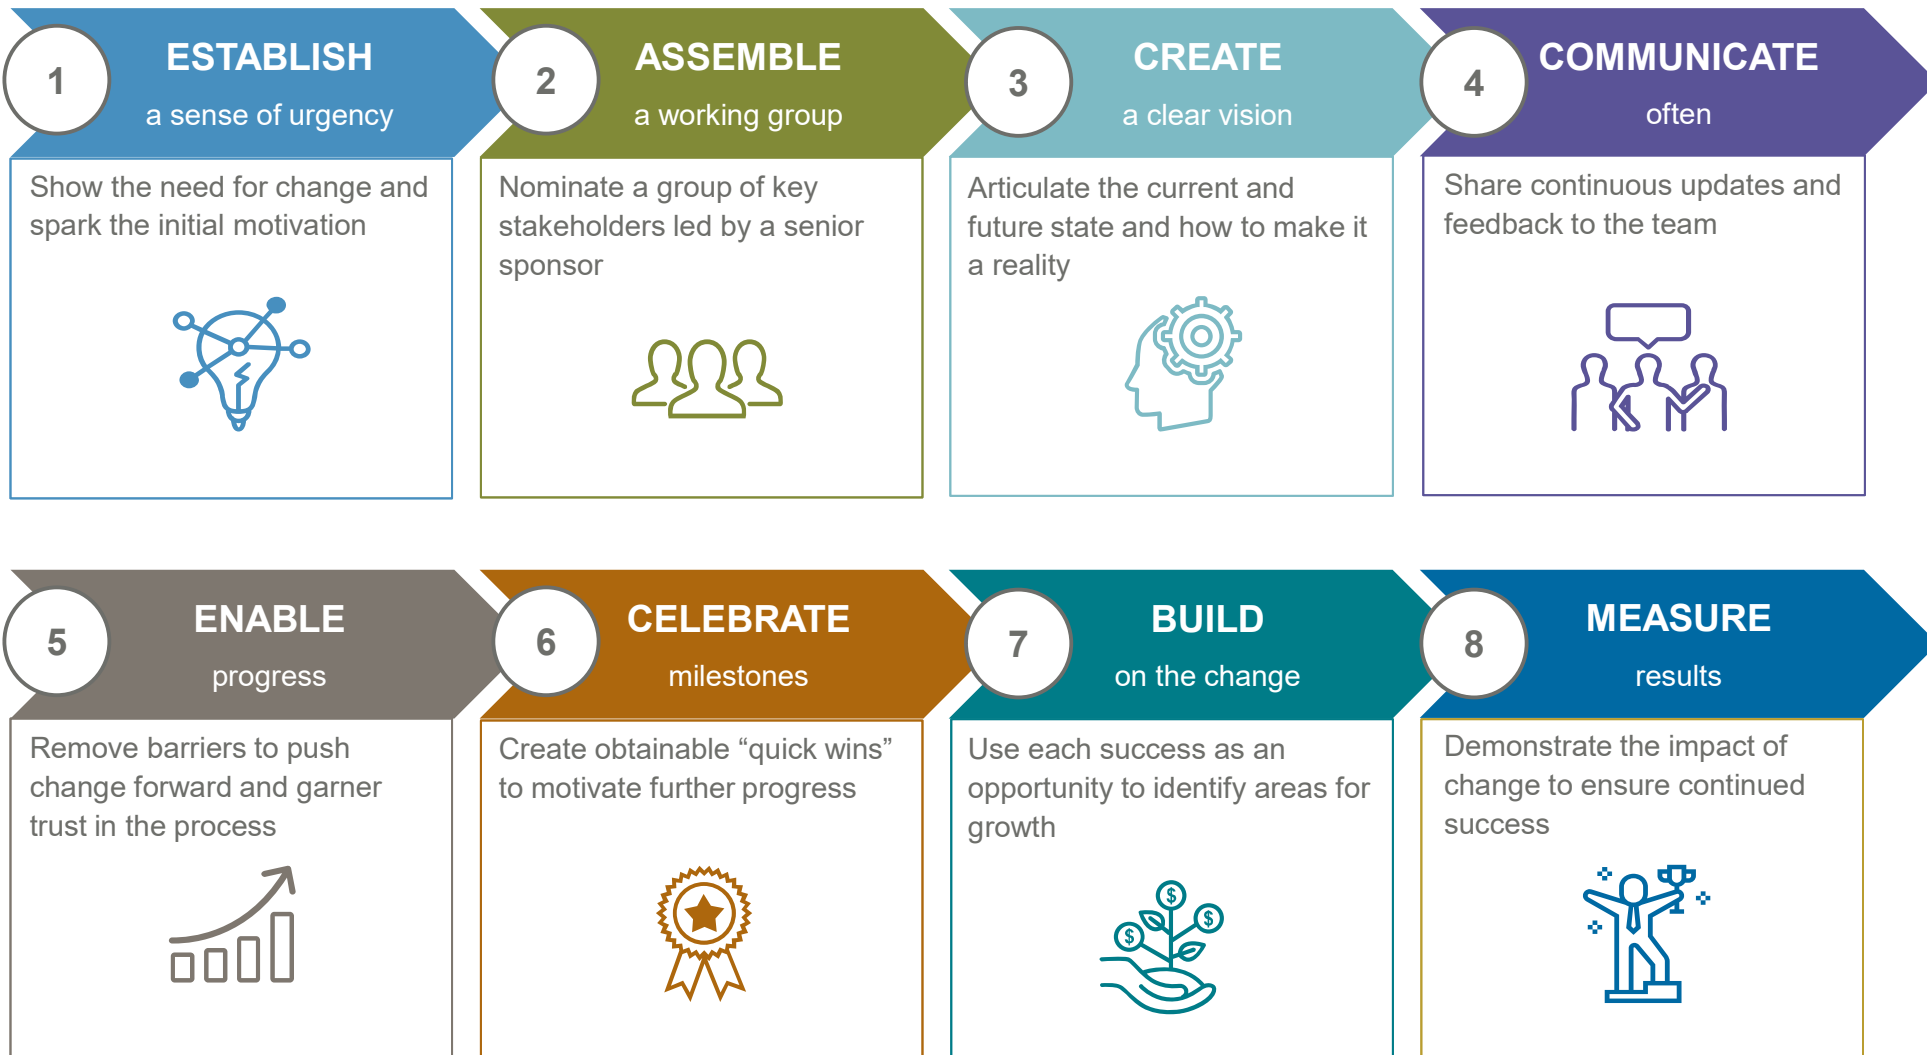 1
ESTABLISH
a sense of urgency
Show the need for change and
spark the initial motivation
2
ASSEMBLE
a working group
Nominate a group of key
stakeholders led by a senior
sponsor
3
CREATE
a clear vision
Articulate the current and
future state and how to make it
a reality
4
COMMUNICATE
often
Share continuous updates and
feedback to the team
5
ENABLE
progress
Remove barriers to push
change forward and garner
trust in the process
6
CELEBRATE
milestones
Create obtainable “quick wins”
to motivate further progress
7
BUILD
on the change
Use each success as an
opportunity to identify areas for
growth
$
$
$
8
MEASURE
results
Demonstrate the impact of
change to ensure continued
success